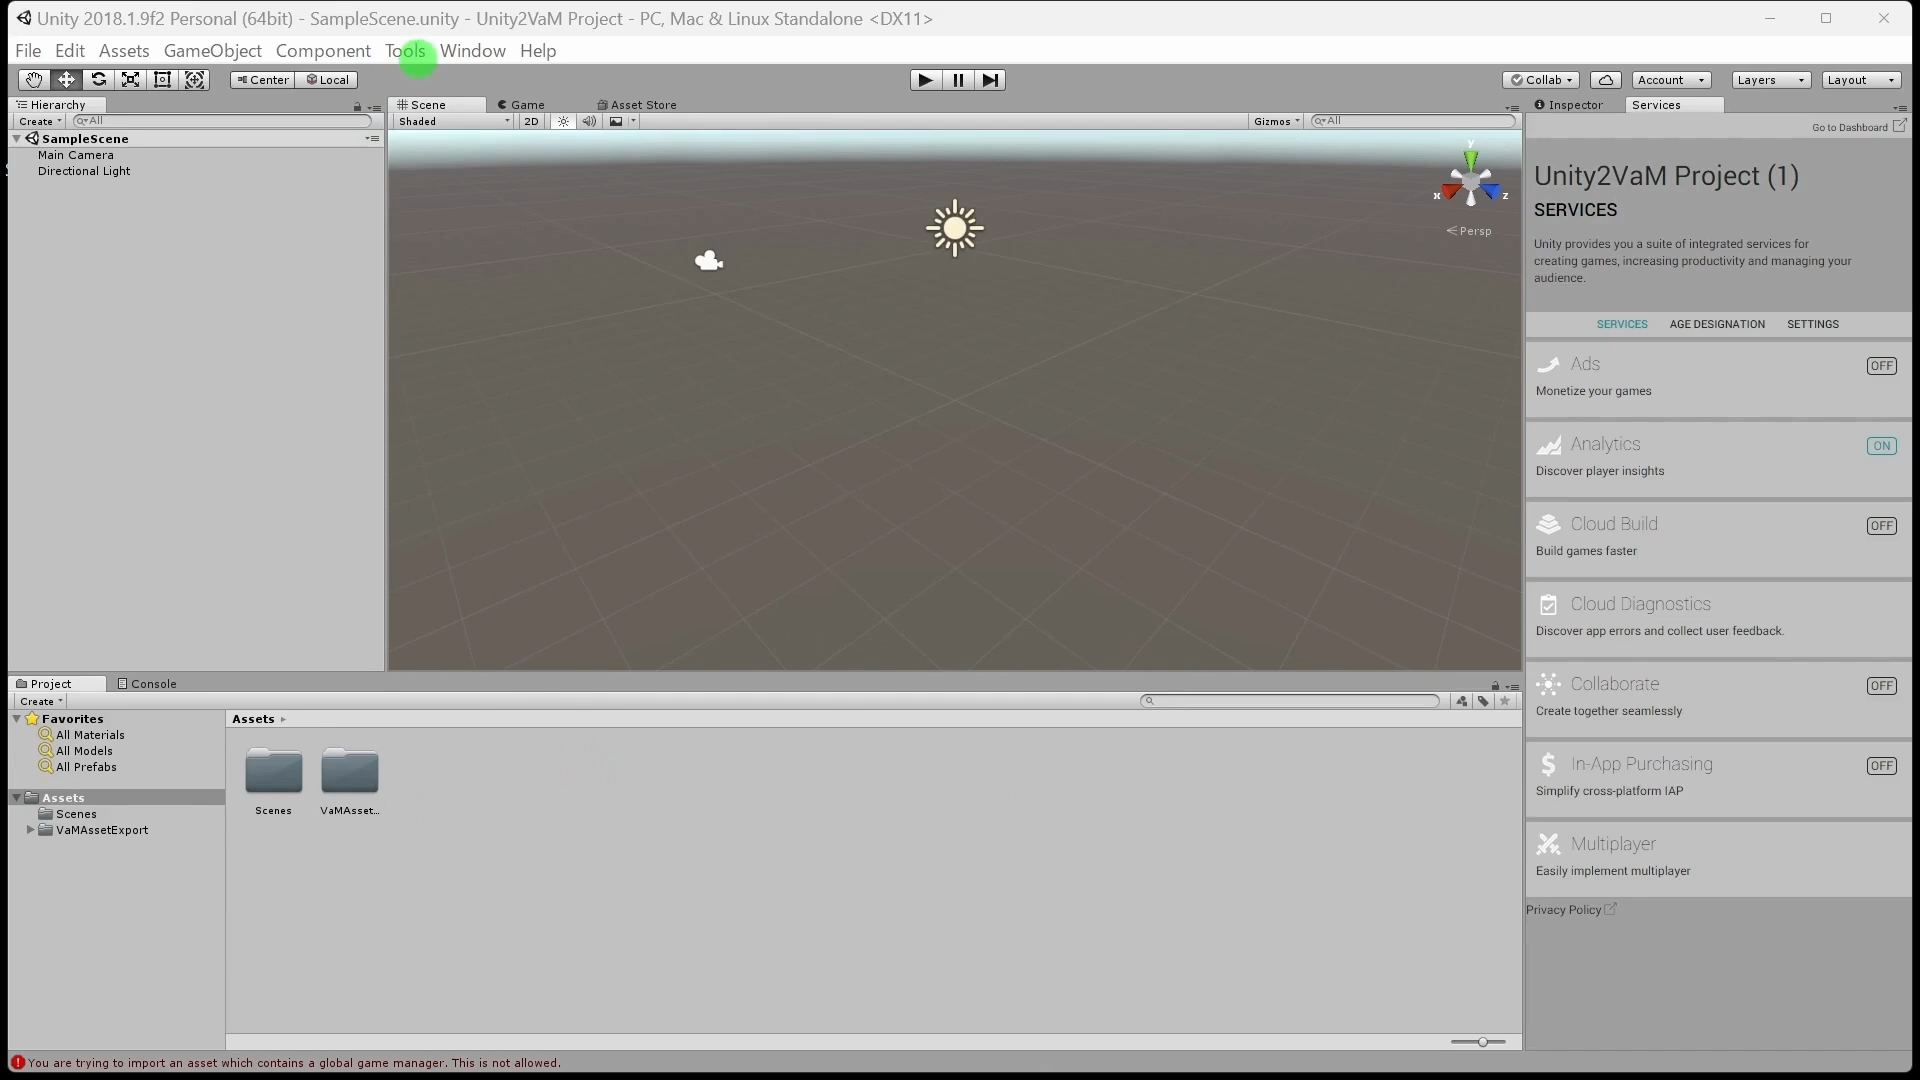 Unity 2018.1.9f2 Personal (64bit) - SampleScene.unity - Unity2VaM Project - PC, Mac & Linux Standalone <DX11>
File Edit Assets GameObject Component Tools Window Help
Center Local Collab Account Layers Layout
Hierarchy Scene Game Asset Store Inspector Services
Create All Shaded 2D Gizmos All
Go to Dashboard
SampleScene
Main Camera
Directional Light
y
x z
Persp
Unity2VaM Project (1)
SERVICES
Unity provides you a suite of integrated services for
creating games, increasing productivity and managing your
audience.
SERVICES AGE DESIGNATION SETTINGS
Ads OFF
Monetize your games
Analytics ON
Discover player insights
Cloud Build OFF
Build games faster
Cloud Diagnostics
Discover app errors and collect user feedback.
Collaborate OFF
Create together seamlessly
In-App Purchasing OFF
Simplify cross-platform IAP
Multiplayer
Easily implement multiplayer
Privacy Policy
Project Console
Create
Favorites
All Materials
All Models
All Prefabs
Assets
Scenes
VaMAssetExport
Assets
Scenes VaMAsset...
You are trying to import an asset which contains a global game manager. This is not allowed.